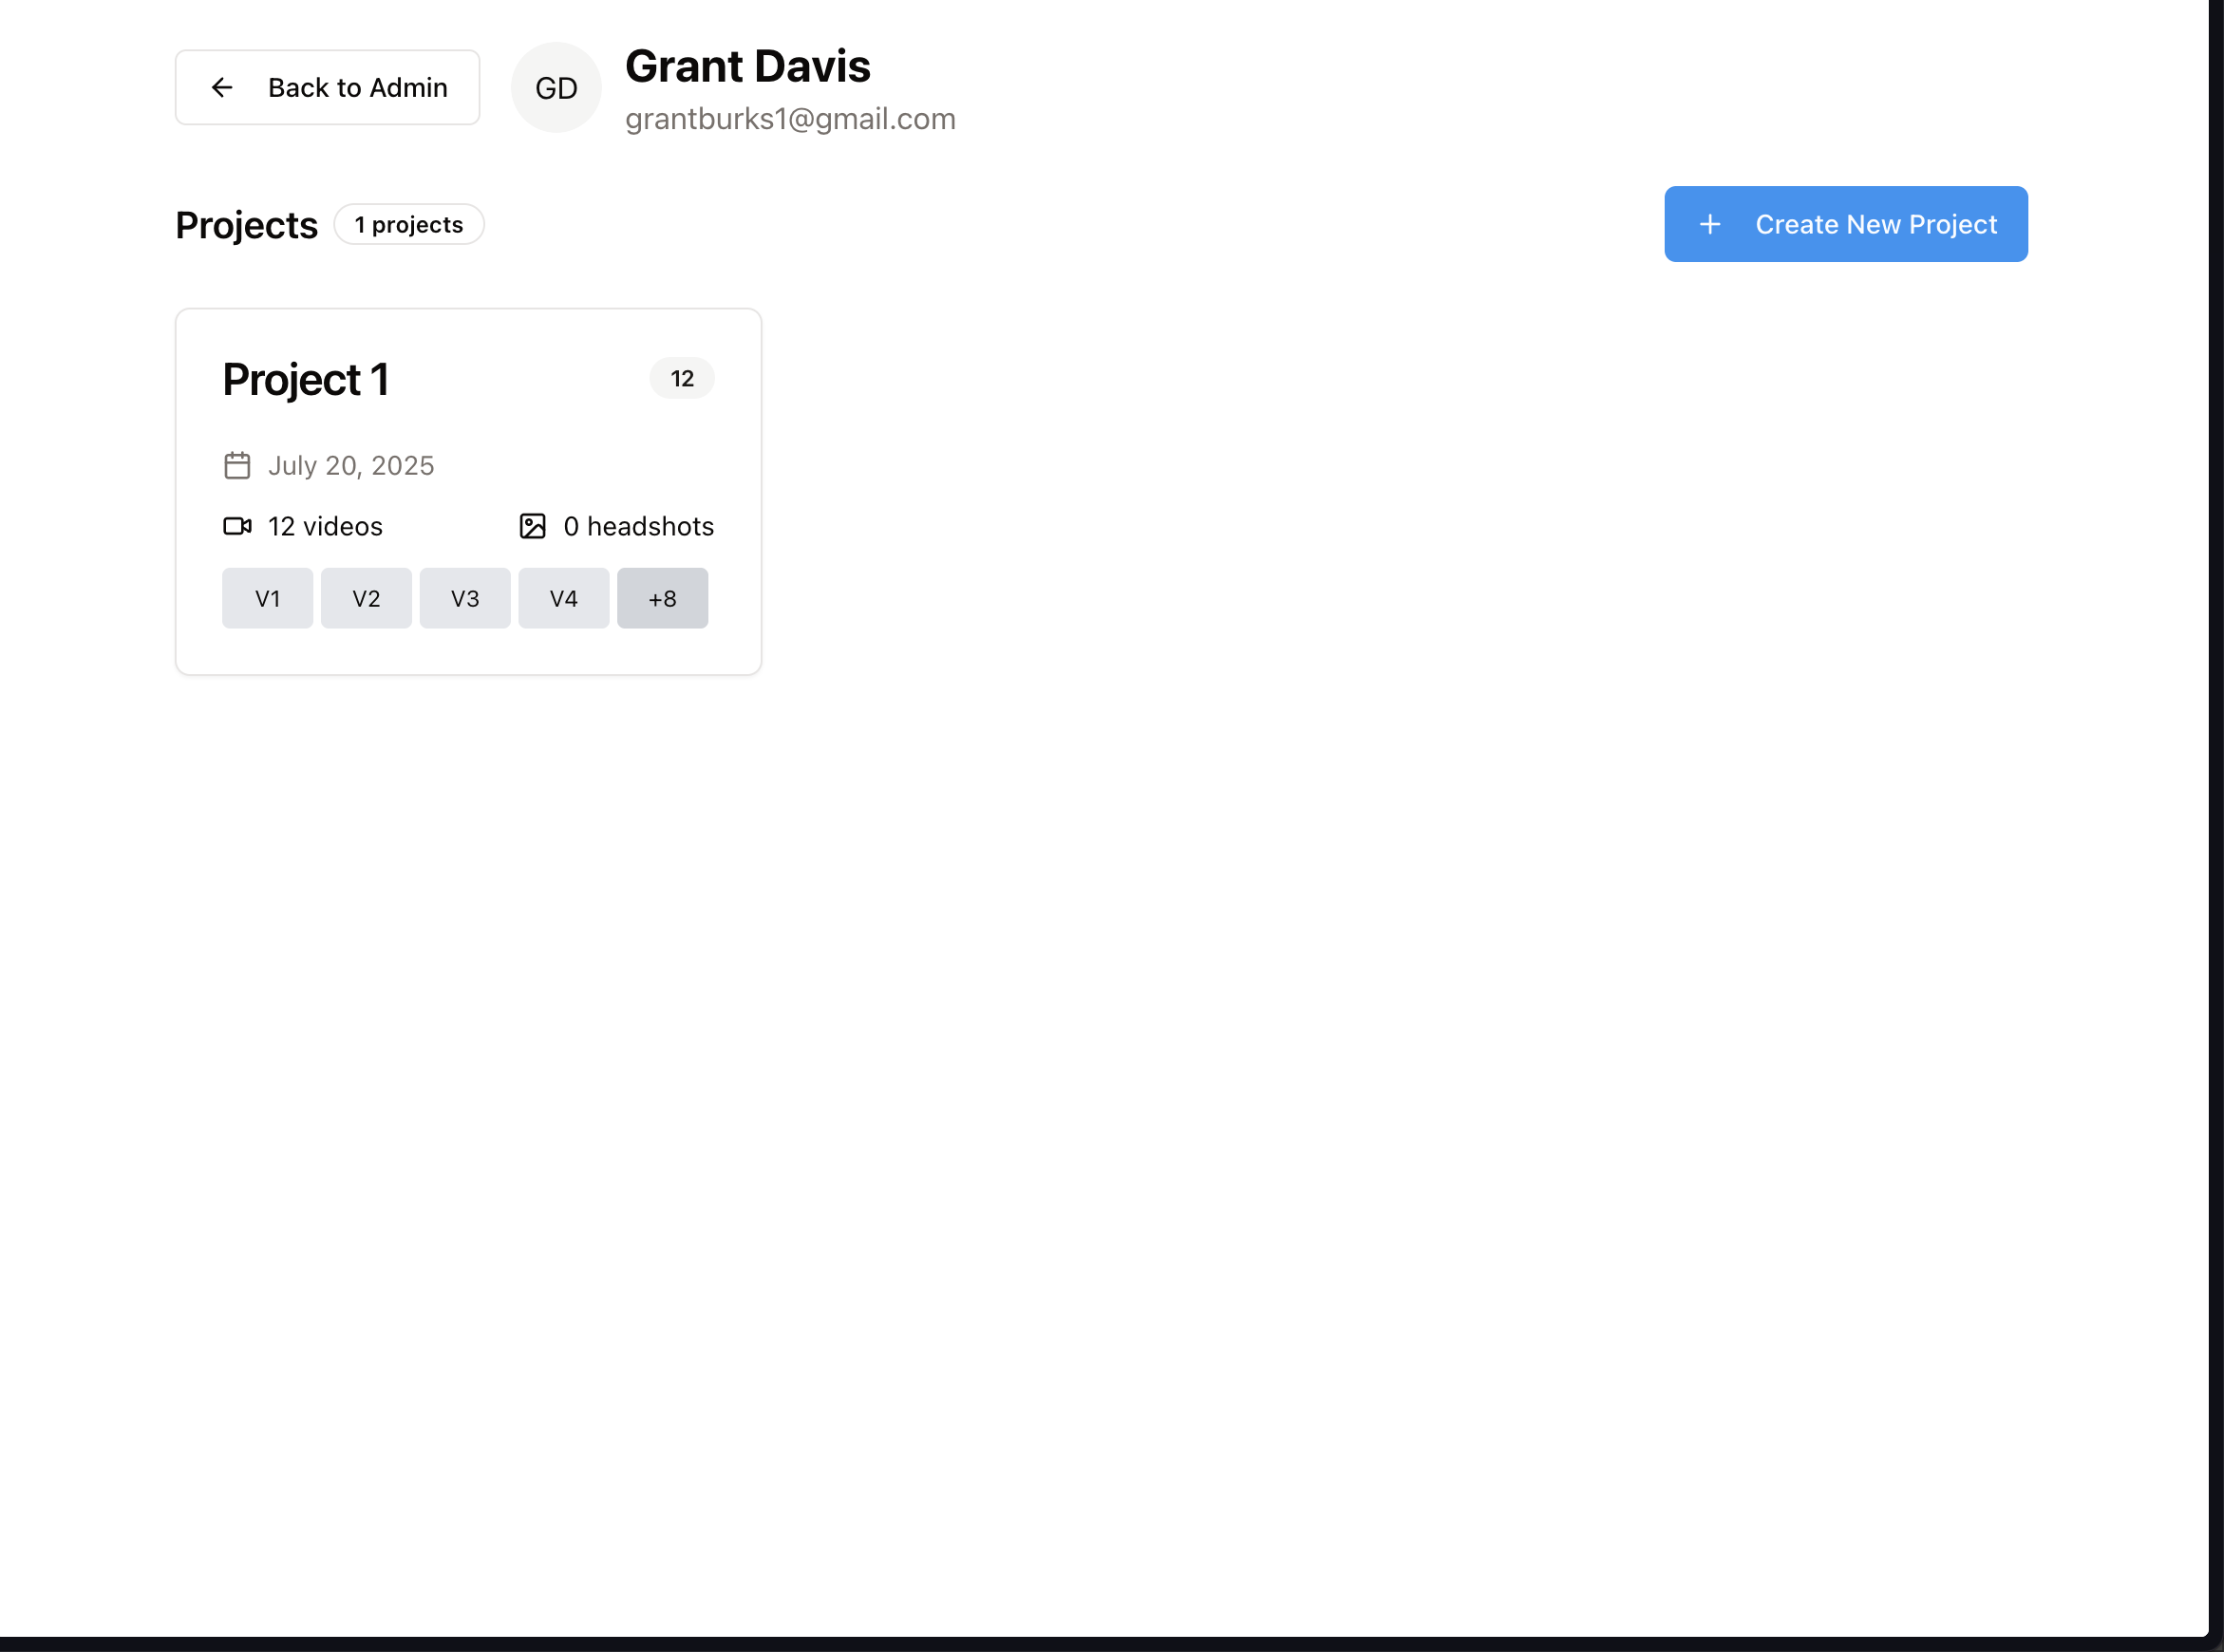 Back to Admin
GD
Grant Davis
grantburks1@gmail.com
Projects
1 projects
Create New Project
Project 1
12
July 20, 2025
12 videos
0 headshots
V1
V2
V3
V4
+8